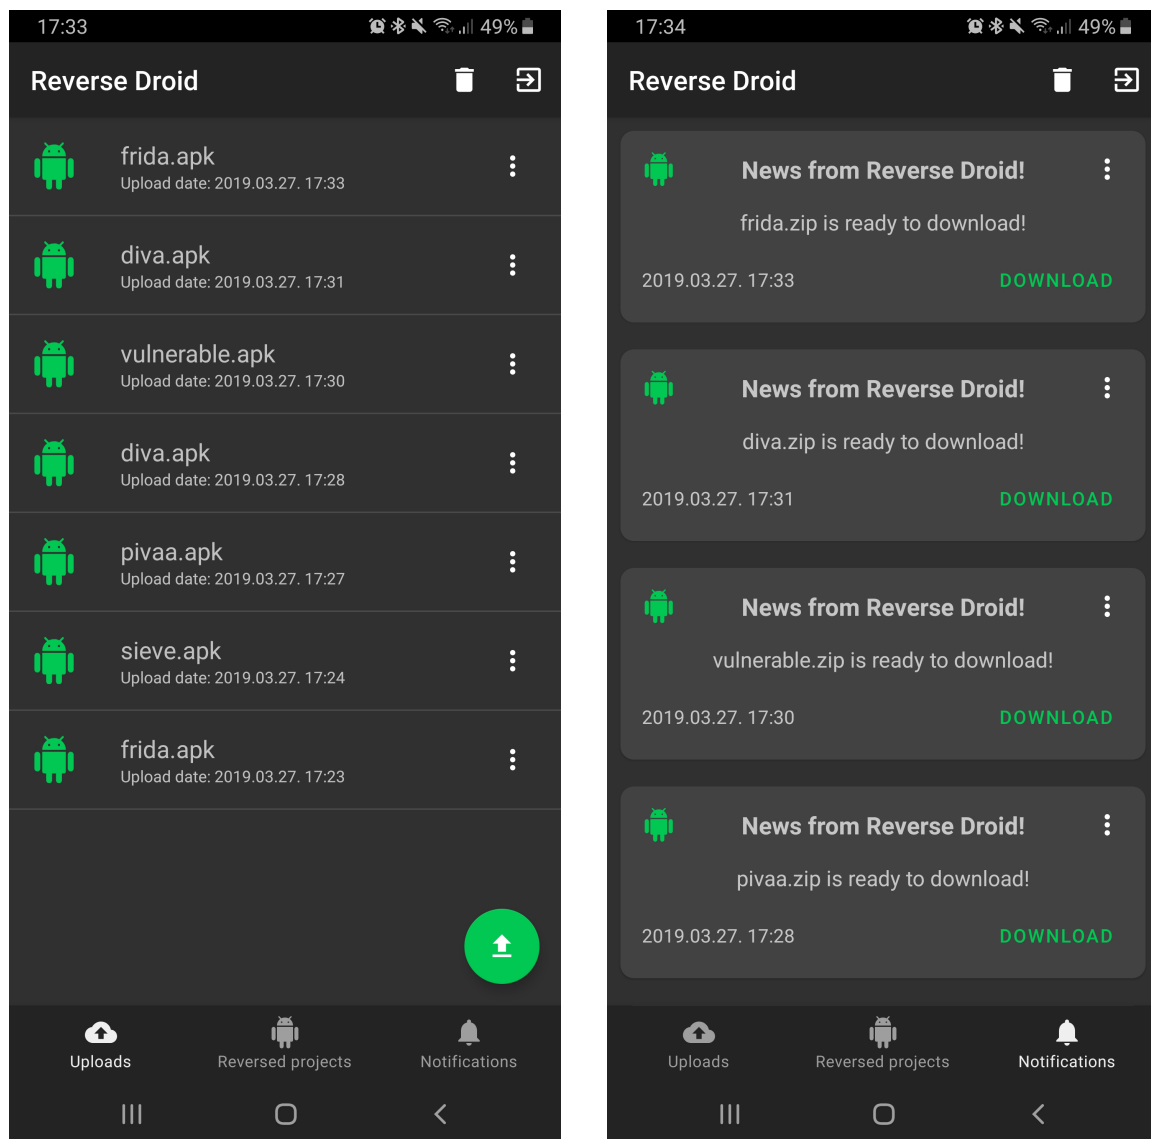 17:33
49%
Reverse Droid
frida.apk
Upload date: 2019.03.27. 17:33
diva.apk
Upload date: 2019.03.27. 17:31
vulnerable.apk
Upload date: 2019.03.27. 17:30
diva.apk
Upload date: 2019.03.27. 17:28
pivaa.apk
Upload date: 2019.03.27. 17:27
sieve.apk
Upload date: 2019.03.27. 17:24
frida.apk
Upload date: 2019.03.27. 17:23
Uploads
Reversed projects
Notifications
17:34
49%
Reverse Droid
News from Reverse Droid!
frida.zip is ready to download!
2019.03.27. 17:33
DOWNLOAD
News from Reverse Droid!
diva.zip is ready to download!
2019.03.27. 17:31
DOWNLOAD
News from Reverse Droid!
vulnerable.zip is ready to download!
2019.03.27. 17:30
DOWNLOAD
News from Reverse Droid!
pivaa.zip is ready to download!
2019.03.27. 17:28
DOWNLOAD
Uploads
Reversed projects
Notifications